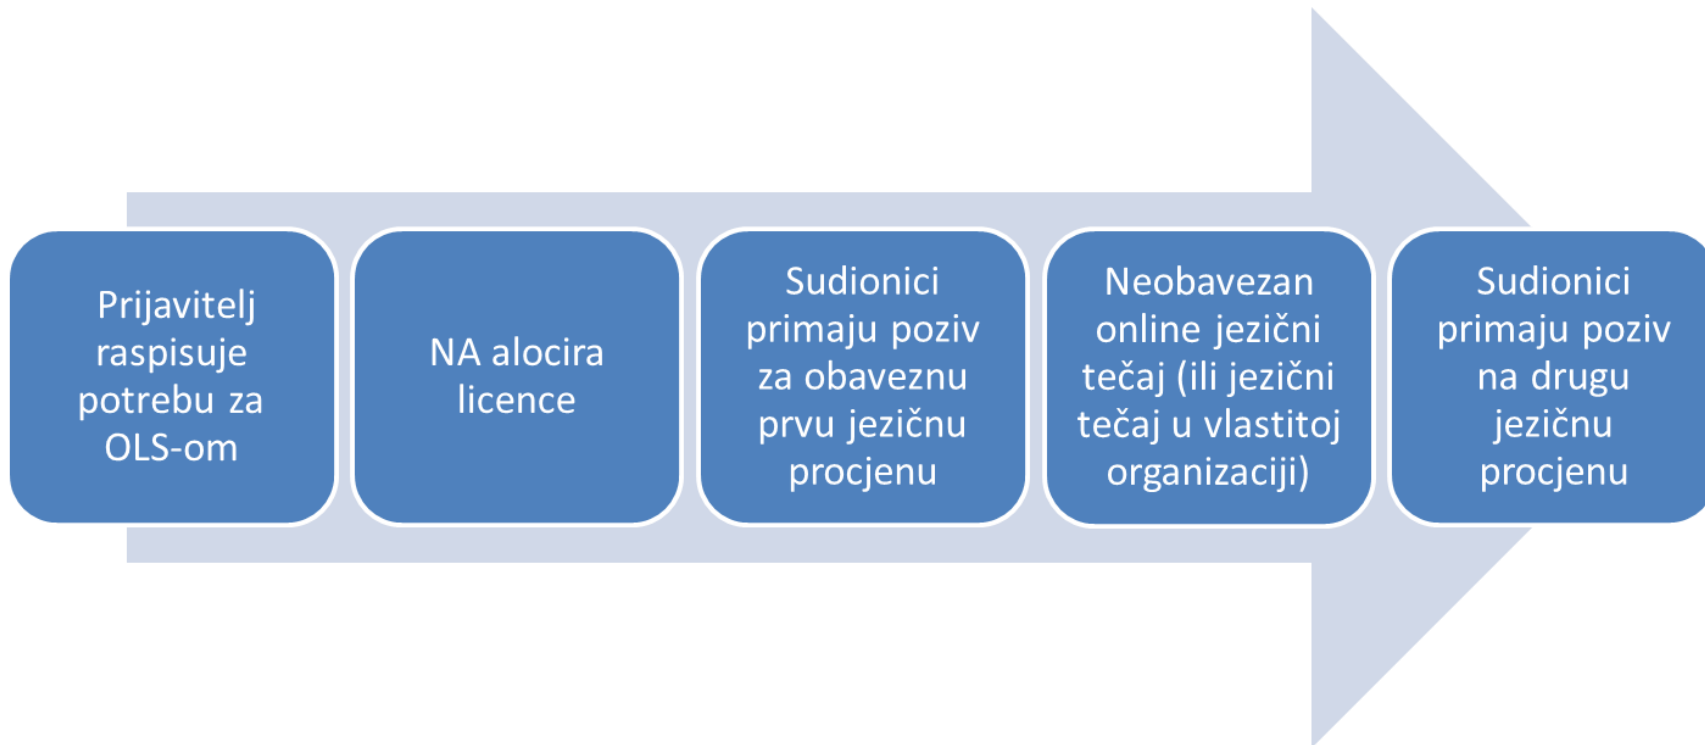 Prijavitelj
raspisuje
potrebu za
OLS-om
NA alocira
licence
Sudionici
primaju poziv
za obaveznu
prvu jezičnu
procjenu
Neobavezan
online jezični
tečaj (ili jezični
tečaj u vlastitoj
organizaciji)
Sudionici
primaju poziv
na drugu
jezičnu
procjenu